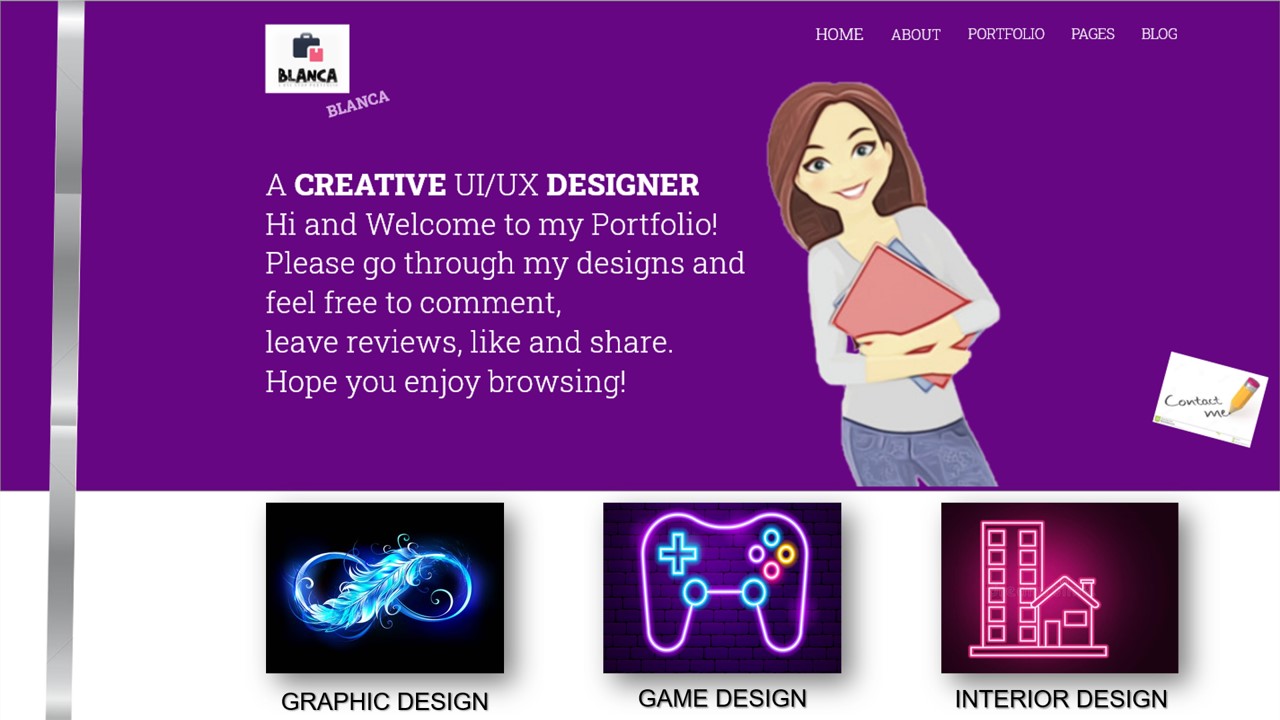 HOME ABOUT PORTFOLIO PAGES BLOG
BLANCA
BLANCA
A CREATIVE UI/UX DESIGNER
Hi and Welcome to my Portfolio!
Please go through my designs and
feel free to comment,
leave reviews, like and share.
Hope you enjoy browsing!
Contact
me
GRAPHIC DESIGN
GAME DESIGN
INTERIOR DESIGN